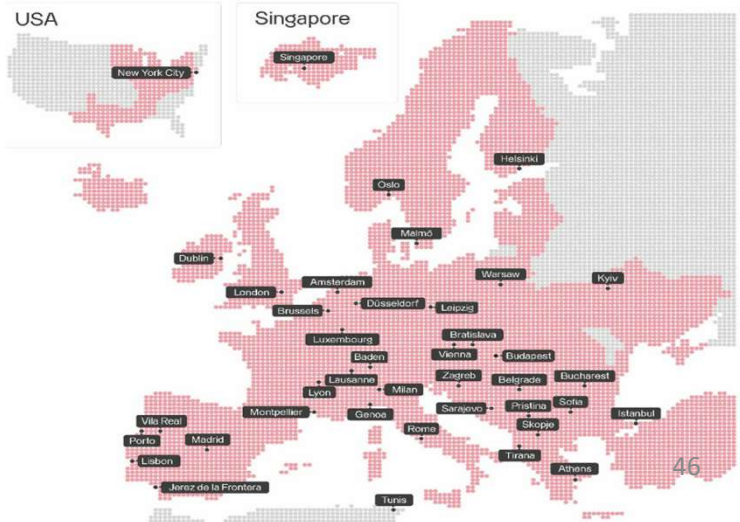 USA
Singapore
New York City
Singapore
Helsinki
Oslo
Malmö
Dublin
Amsterdam
Warsaw
Kyiv
London
Düsseldorf
Leipzig
Brussels
Luxembourg
Bratislava
Vienna
Budapest
Baden
Lausanne
Zagreb
Belgrade
Bucharest
Lyon
Milan
Montpellier
Genoa
Sarajevo
Pristina
Sofia
Istanbul
Vila Real
Rome
Skopje
Porto
Madrid
Tirana
Lisbon
Athens
46
Jerez de la Frontera
Tunis